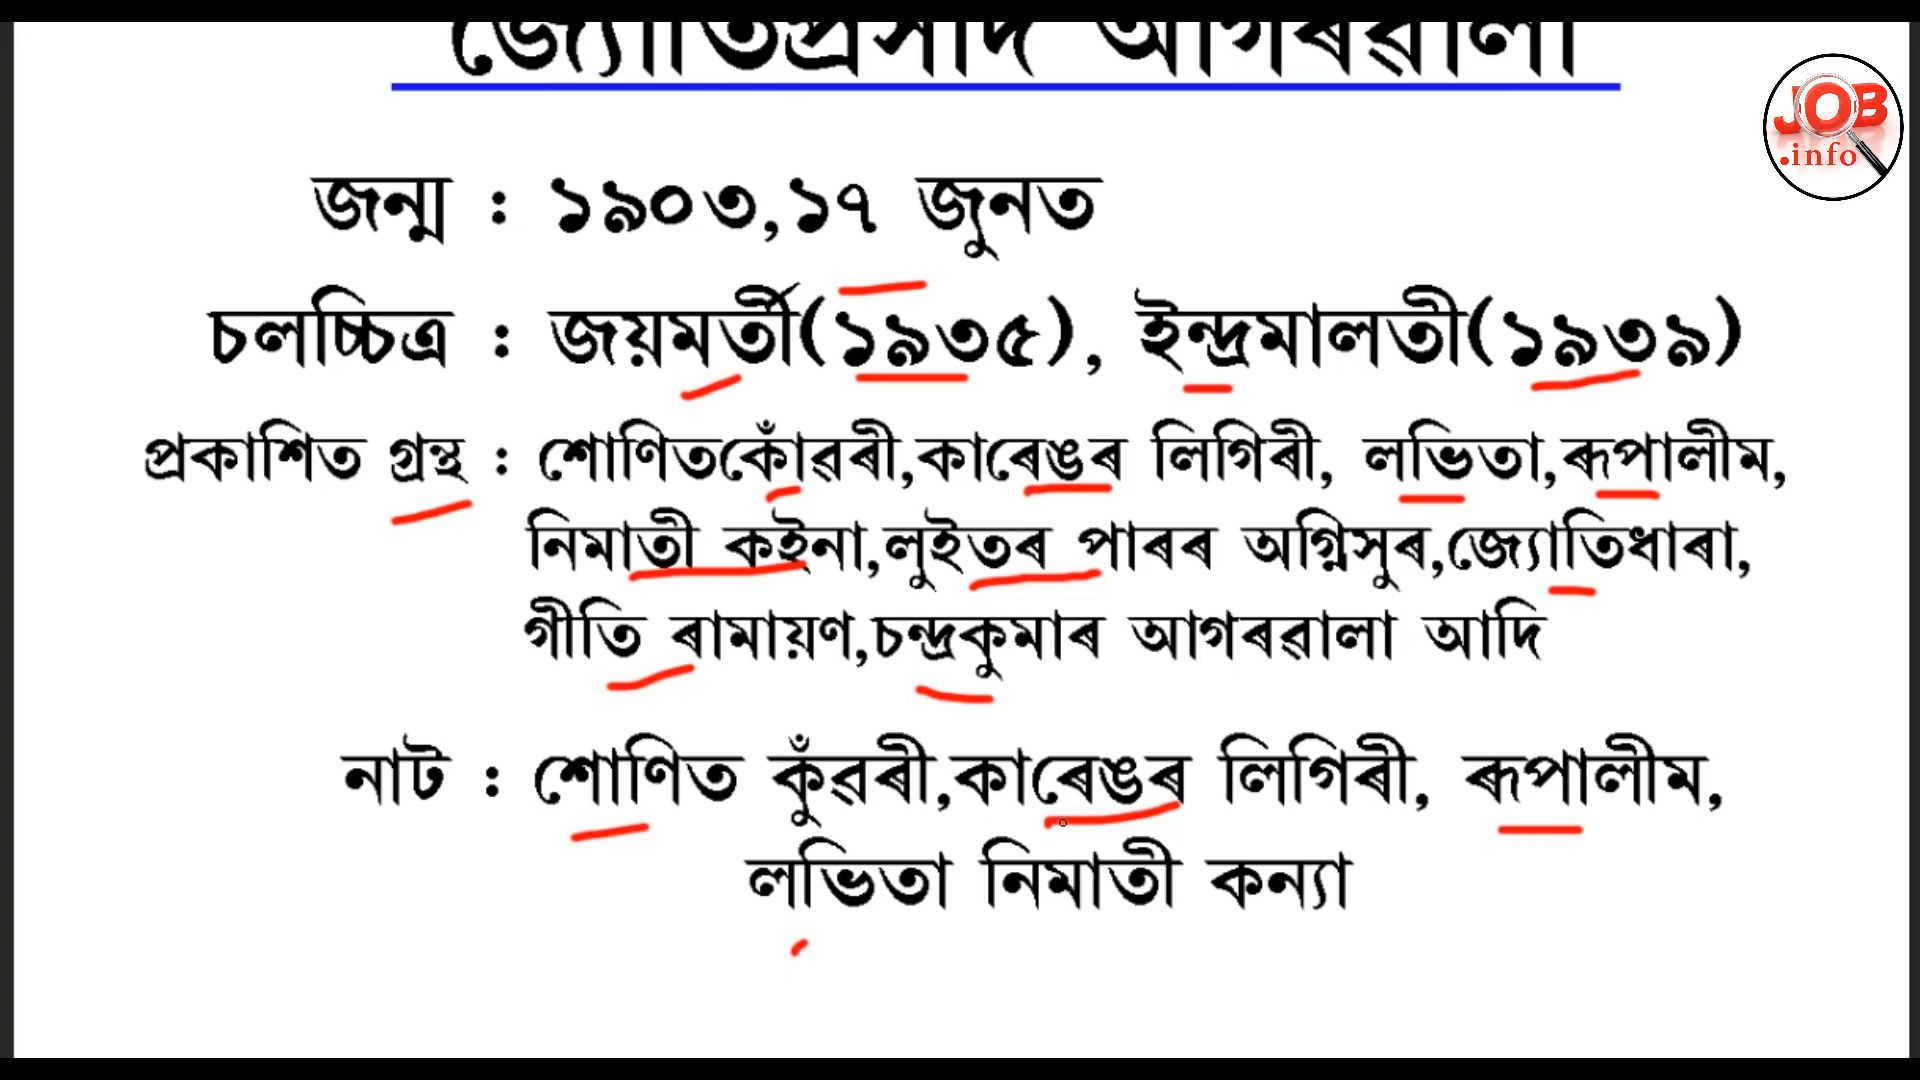 জ্যোতিপ্ৰসাদ আগৰৱালা
JOB
.info
জন্ম : ১৯০৩,১৭ জুনত
চলচ্চিত্ৰ : জয়মৰ্তী(১৯৩৫), ইন্দ্ৰমালতী(১৯৩৯)
প্ৰকাশিত গ্ৰন্থ : শোণিতকোঁৱৰী,কাৰেঙৰ লিগিৰী, লভিতা,ৰূপালীম,
নিমাতী কইনা,লুইতৰ পাৰৰ অগ্নিসুৰ,জ্যোতিধাৰা,
গীতি ৰামায়ণ,চন্দ্ৰকুমাৰ আগৰৱালা আদি
নাট : শোণিত কুঁৱৰী,কাৰেঙৰ লিগিৰী, ৰূপালীম,
লভিতা নিমাতী কন্যা